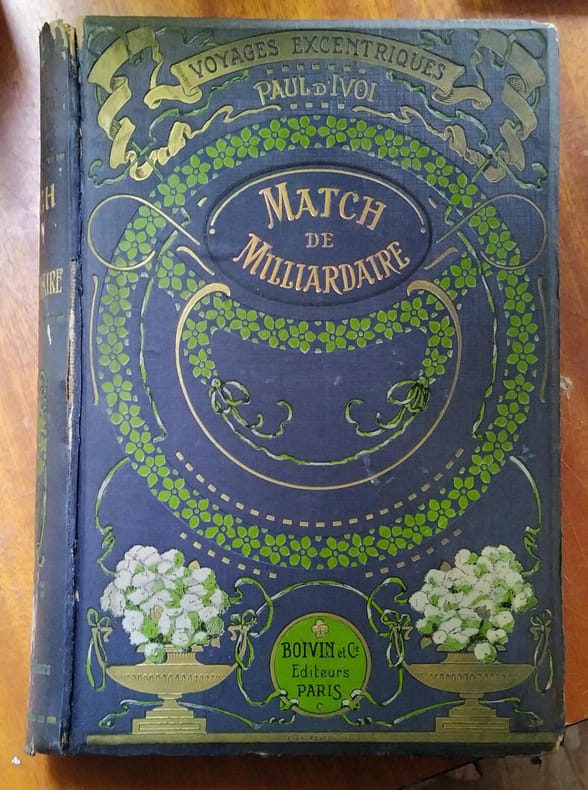 VOYAGES EXCENTRIQUES
PAUL D'IVOI
MATCH
DE
MILLIARDAIRE
BOIVIN et Cie
Editeurs
PARIS